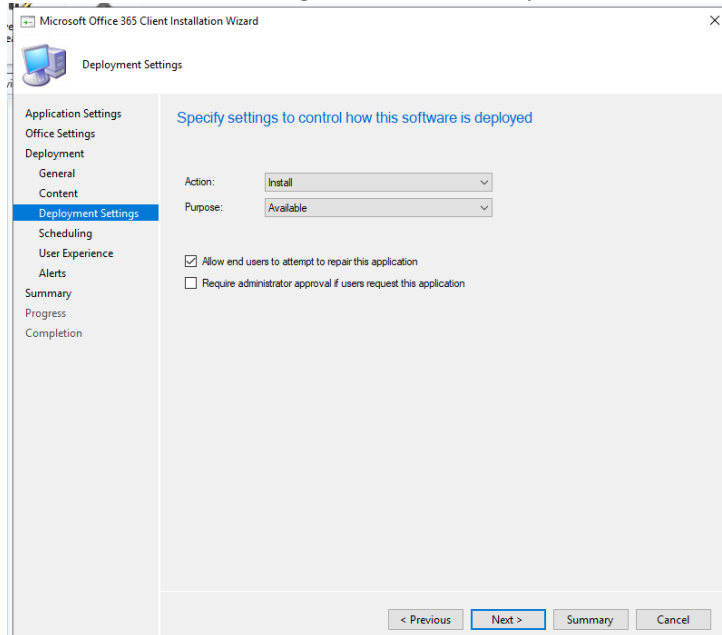 Microsoft Office 365 Client Installation Wizard
Deployment Settings
Application Settings
Office Settings
Deployment
General
Content
Deployment Settings
Scheduling
User Experience
Alerts
Summary
Progress
Completion
Specify settings to control how this software is deployed
Action: Install
Purpose: Available
Allow end users to attempt to repair this application
Require administrator approval if users request this application
< Previous Next > Summary Cancel